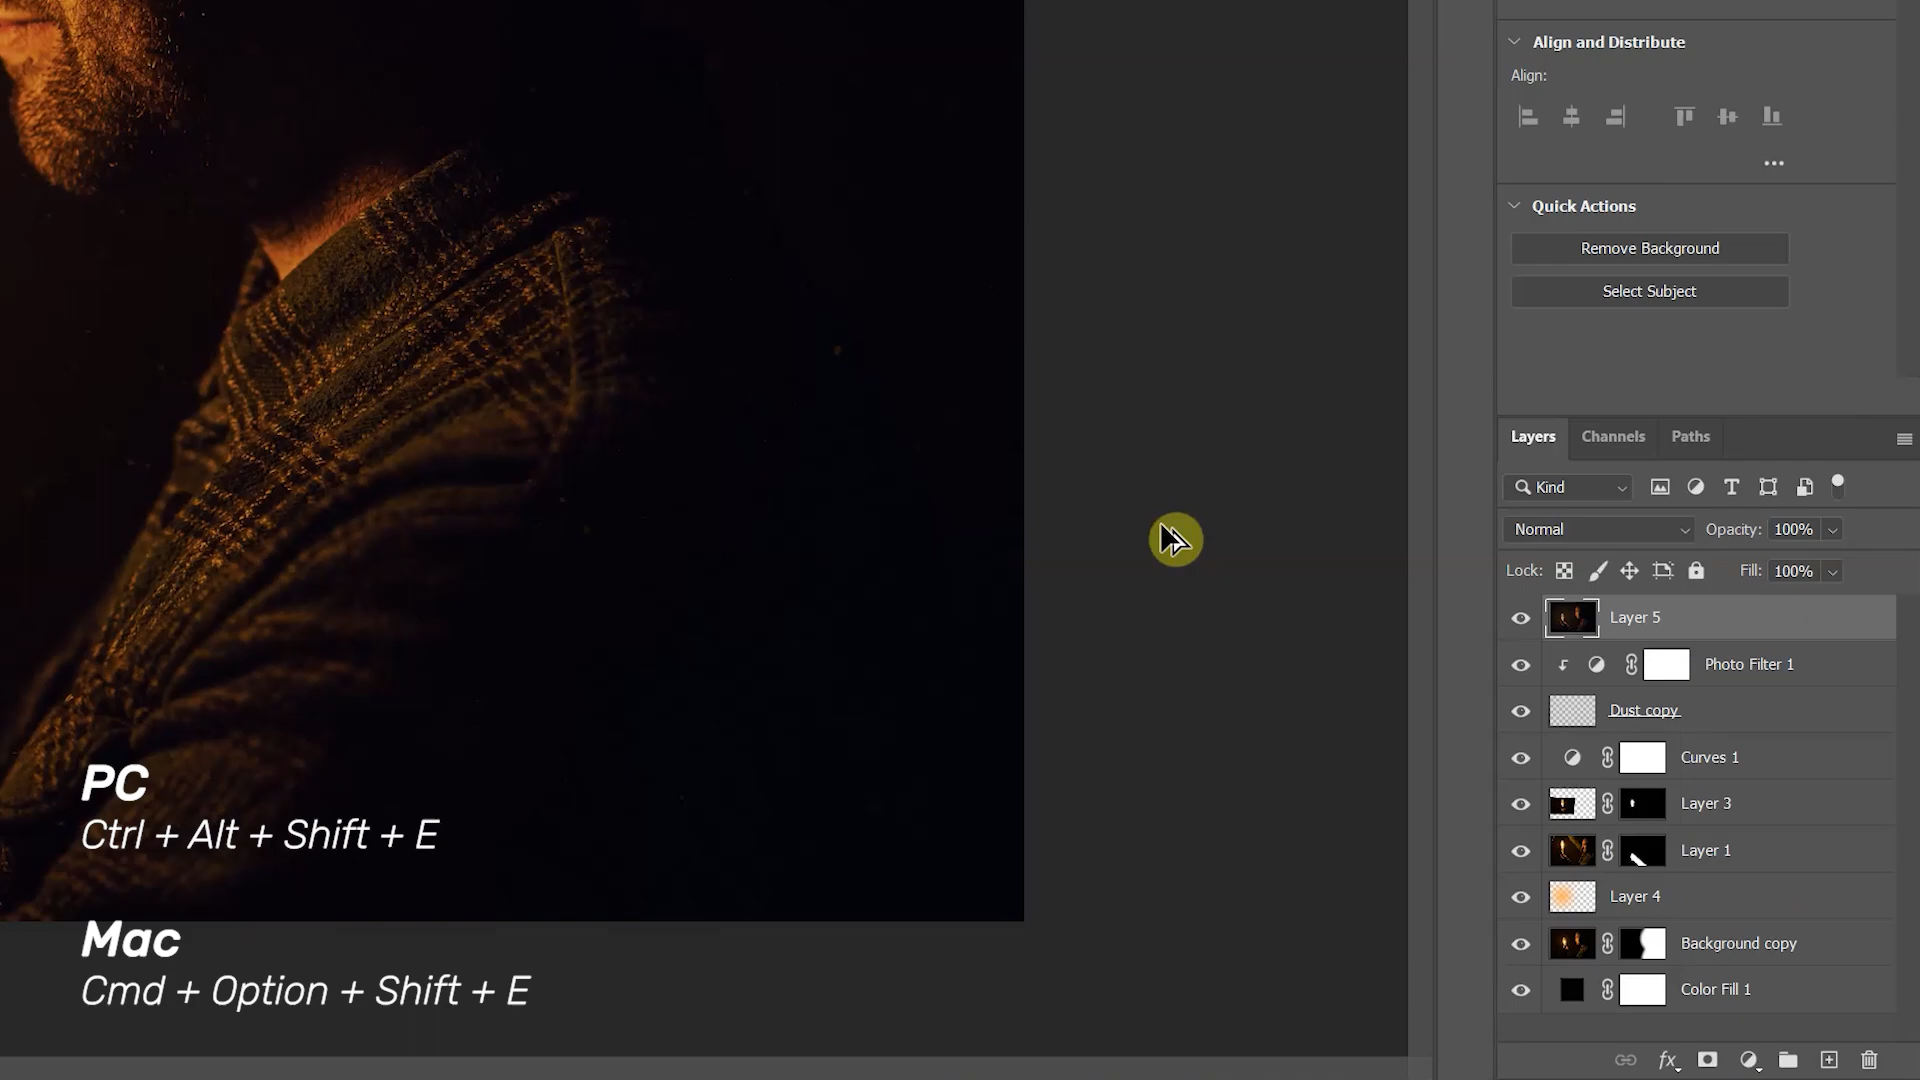 Align and Distribute
Align:
Quick Actions
Remove Background
Select Subject
Layers Channels Paths
Kind
Normal Opacity: 100%
Lock: Fill: 100%
Layer 5
Photo Filter 1
Dust copy
Curves 1
Layer 3
Layer 1
Layer 4
Background copy
Color Fill 1
fx
PC
Ctrl + Alt + Shift + E
Mac
Cmd + Option + Shift + E